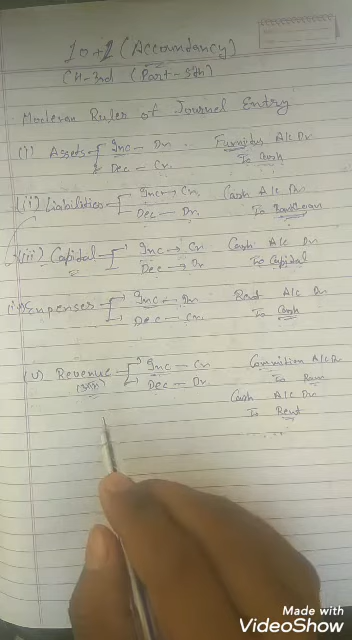 10+1 (Accountancy)
CH-3rd (Part-5th)
Modern Rules of Journal Entry
(i) Assets Inc - Dr. Furniture A/c Dr
Dec - Cr. To Cash
(ii) Liabilities Inc → Cr. Cash A/c Dr
Dec - Dr. To Bank Loan
(iii) Capital Inc → Cr Cash A/c Dr
Dec → Dr To Capital
(iv) Expenses Inc - Dr Rent A/c Dr
Dec - Cr. To Cash
(v) Revenue Inc - Cr Commission A/c Dr
Dec - Dr. To
Cash A/c Dr
To Rent
Made with
VideoShow